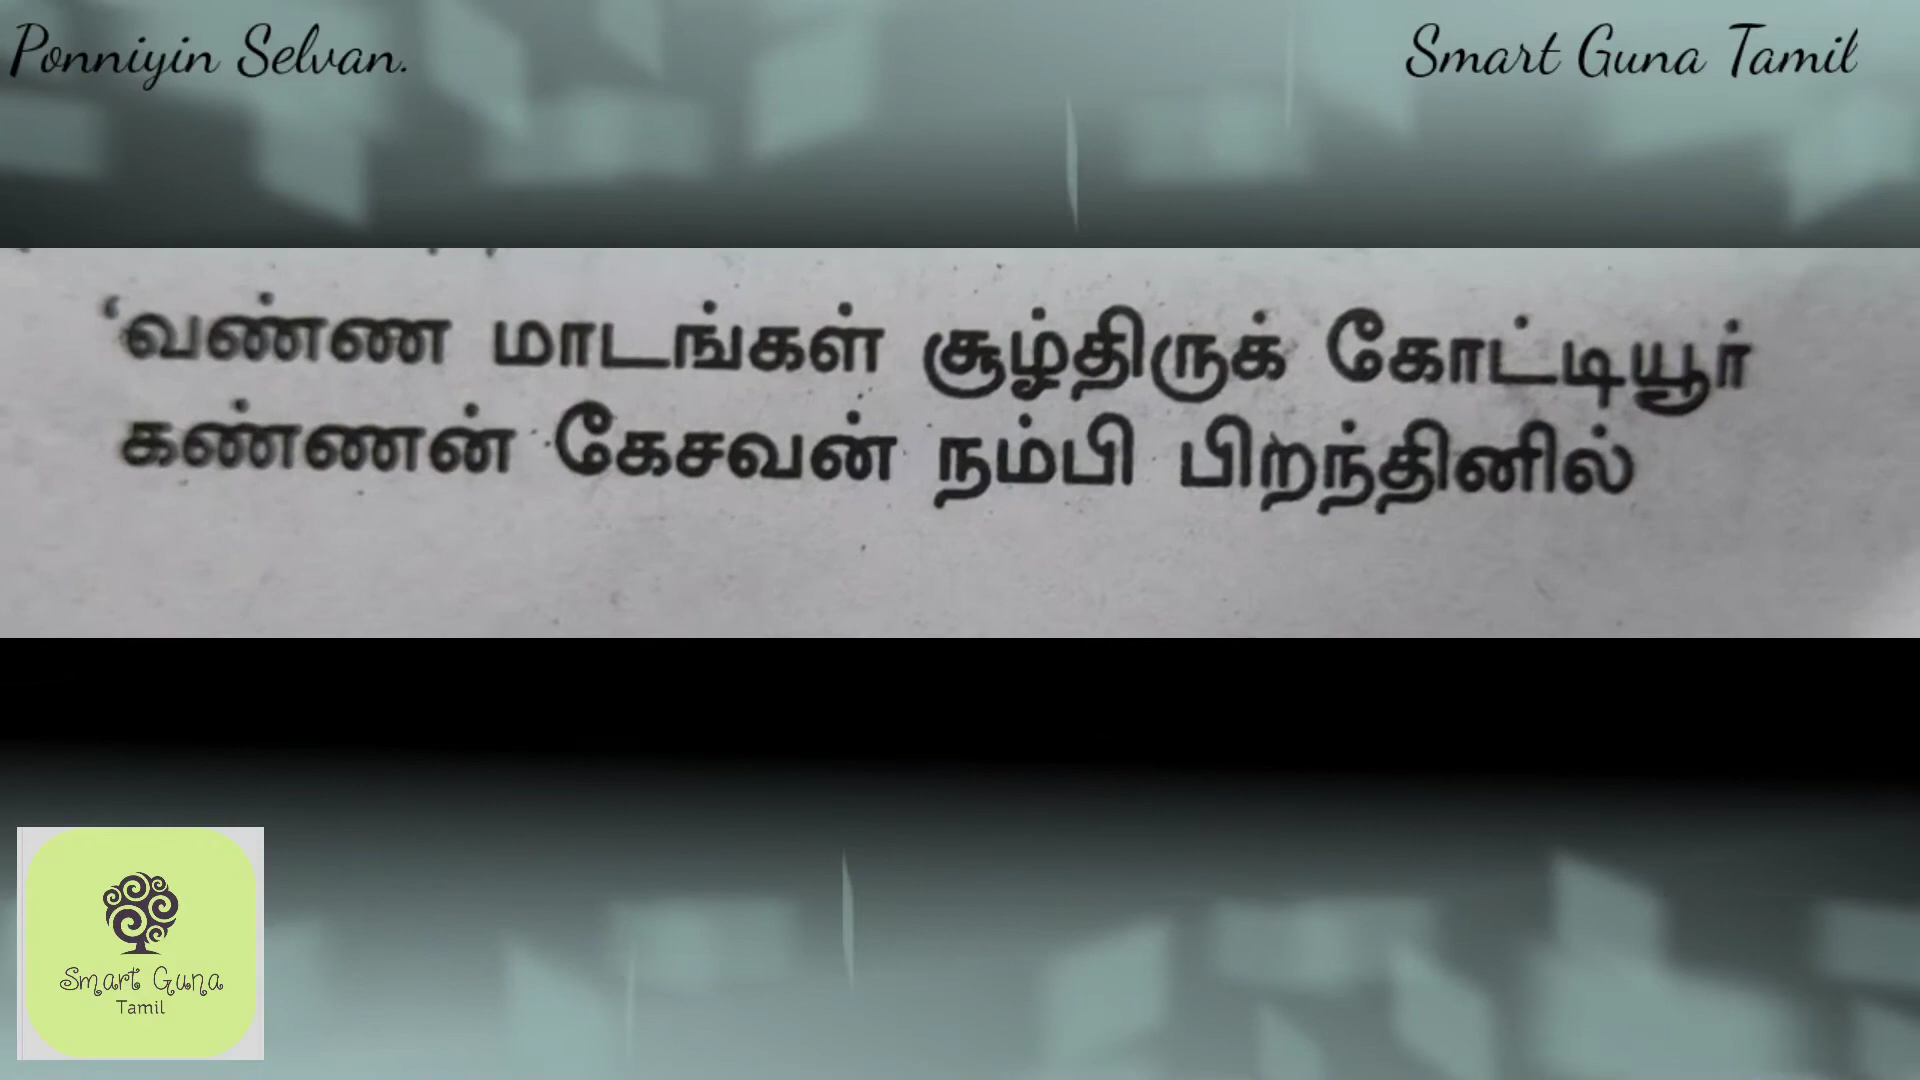 Ponniyin Selvan.
Smart Guna Tamil
‘வண்ண மாடங்கள் சூழ்திருக் கோட்டியூர்
கண்ணன் கேசவன் நம்பி பிறந்தினில்
Smart Guna
Tamil